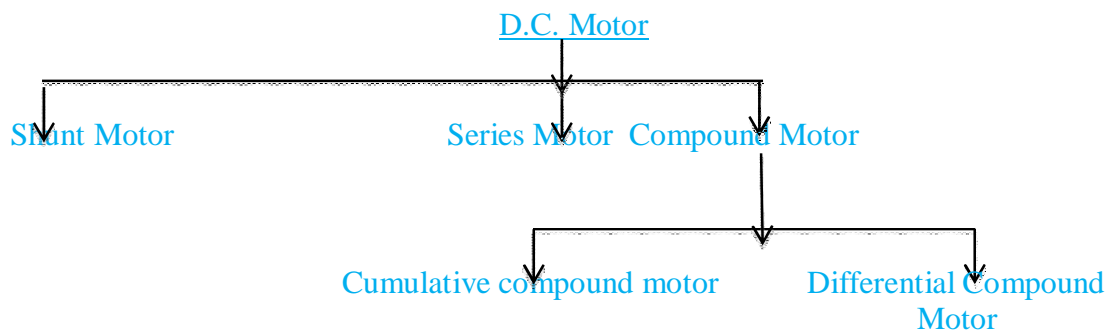 D.C. Motor
Shunt Motor Series Motor Compound Motor
Cumulative compound motor Differential Compound
Motor